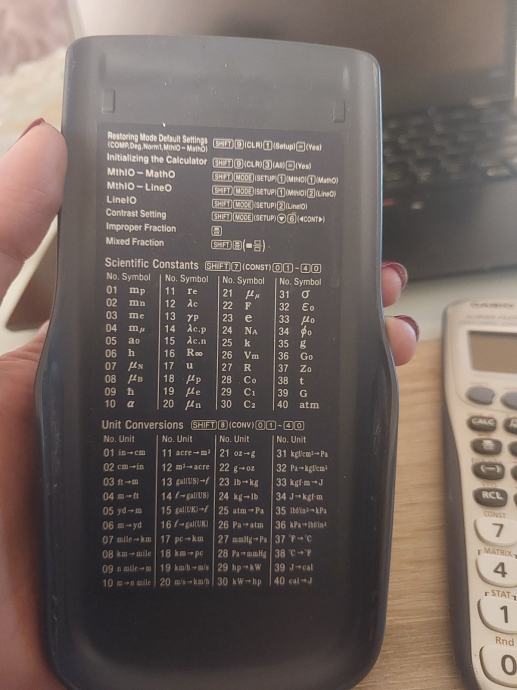 Restoring Mode Default Settings
(COMP,Deg,Norm1,MthIO−MathO) SHIFT 9 (CLR) 1 (Setup) = (Yes)
Initializing the Calculator SHIFT 9 (CLR) 3 (All) = (Yes)
MthIO−MathO SHIFT MODE (SETUP) 1 (MthIO) 1 (MathO)
MthIO−LineO SHIFT MODE (SETUP) 1 (MthIO) 2 (LineO)
LineIO SHIFT MODE (SETUP) 2 (LineIO)
Contrast Setting SHIFT MODE (SETUP) ▼ 6 (◀CONT▶)
Improper Fraction
Mixed Fraction SHIFT
Scientific Constants SHIFT 7 (CONST) 0 1 − 4 0
No. Symbol No. Symbol No. Symbol No. Symbol
01 mp 11 re 21 μμ 31 σ
02 mn 12 λc 22 F 32 ε0
03 me 13 γp 23 e 33 μ0
04 mμ 14 λc.p 24 NA 34 ϕ0
05 a0 15 λc.n 25 k 35 g
06 h 16 R∞ 26 Vm 36 G0
07 μN 17 u 27 R 37 Z0
08 μB 18 μp 28 C0 38 t
09 ħ 19 μe 29 C1 39 G
10 α 20 μn 30 C2 40 atm
Unit Conversions SHIFT 8 (CONV) 0 1 − 4 0
No. Unit No. Unit No. Unit No. Unit
01 in→cm 11 acre→m² 21 oz→g 31 kgf/cm²→Pa
02 cm→in 12 m²→acre 22 g→oz 32 Pa→kgf/cm²
03 ft→m 13 gal(US)→ℓ 23 lb→kg 33 kgf·m→J
04 m→ft 14 ℓ→gal(US) 24 kg→lb 34 J→kgf·m
05 yd→m 15 gal(UK)→ℓ 25 atm→Pa 35 lbf/in²→kPa
06 m→yd 16 ℓ→gal(UK) 26 Pa→atm 36 kPa→lbf/in²
07 mile→km 17 pc→km 27 mmHg→Pa 37 °F→°C
08 km→mile 18 km→pc 28 Pa→mmHg 38 °C→°F
09 n mile→m 19 km/h→m/s 29 hp→kW 39 J→cal
10 m→n mile 20 m/s→km/h 30 kW→hp 40 cal→J
CASIO
CALC
(−)
RCL
CONST
7
MATRIX
4
STAT
1
0